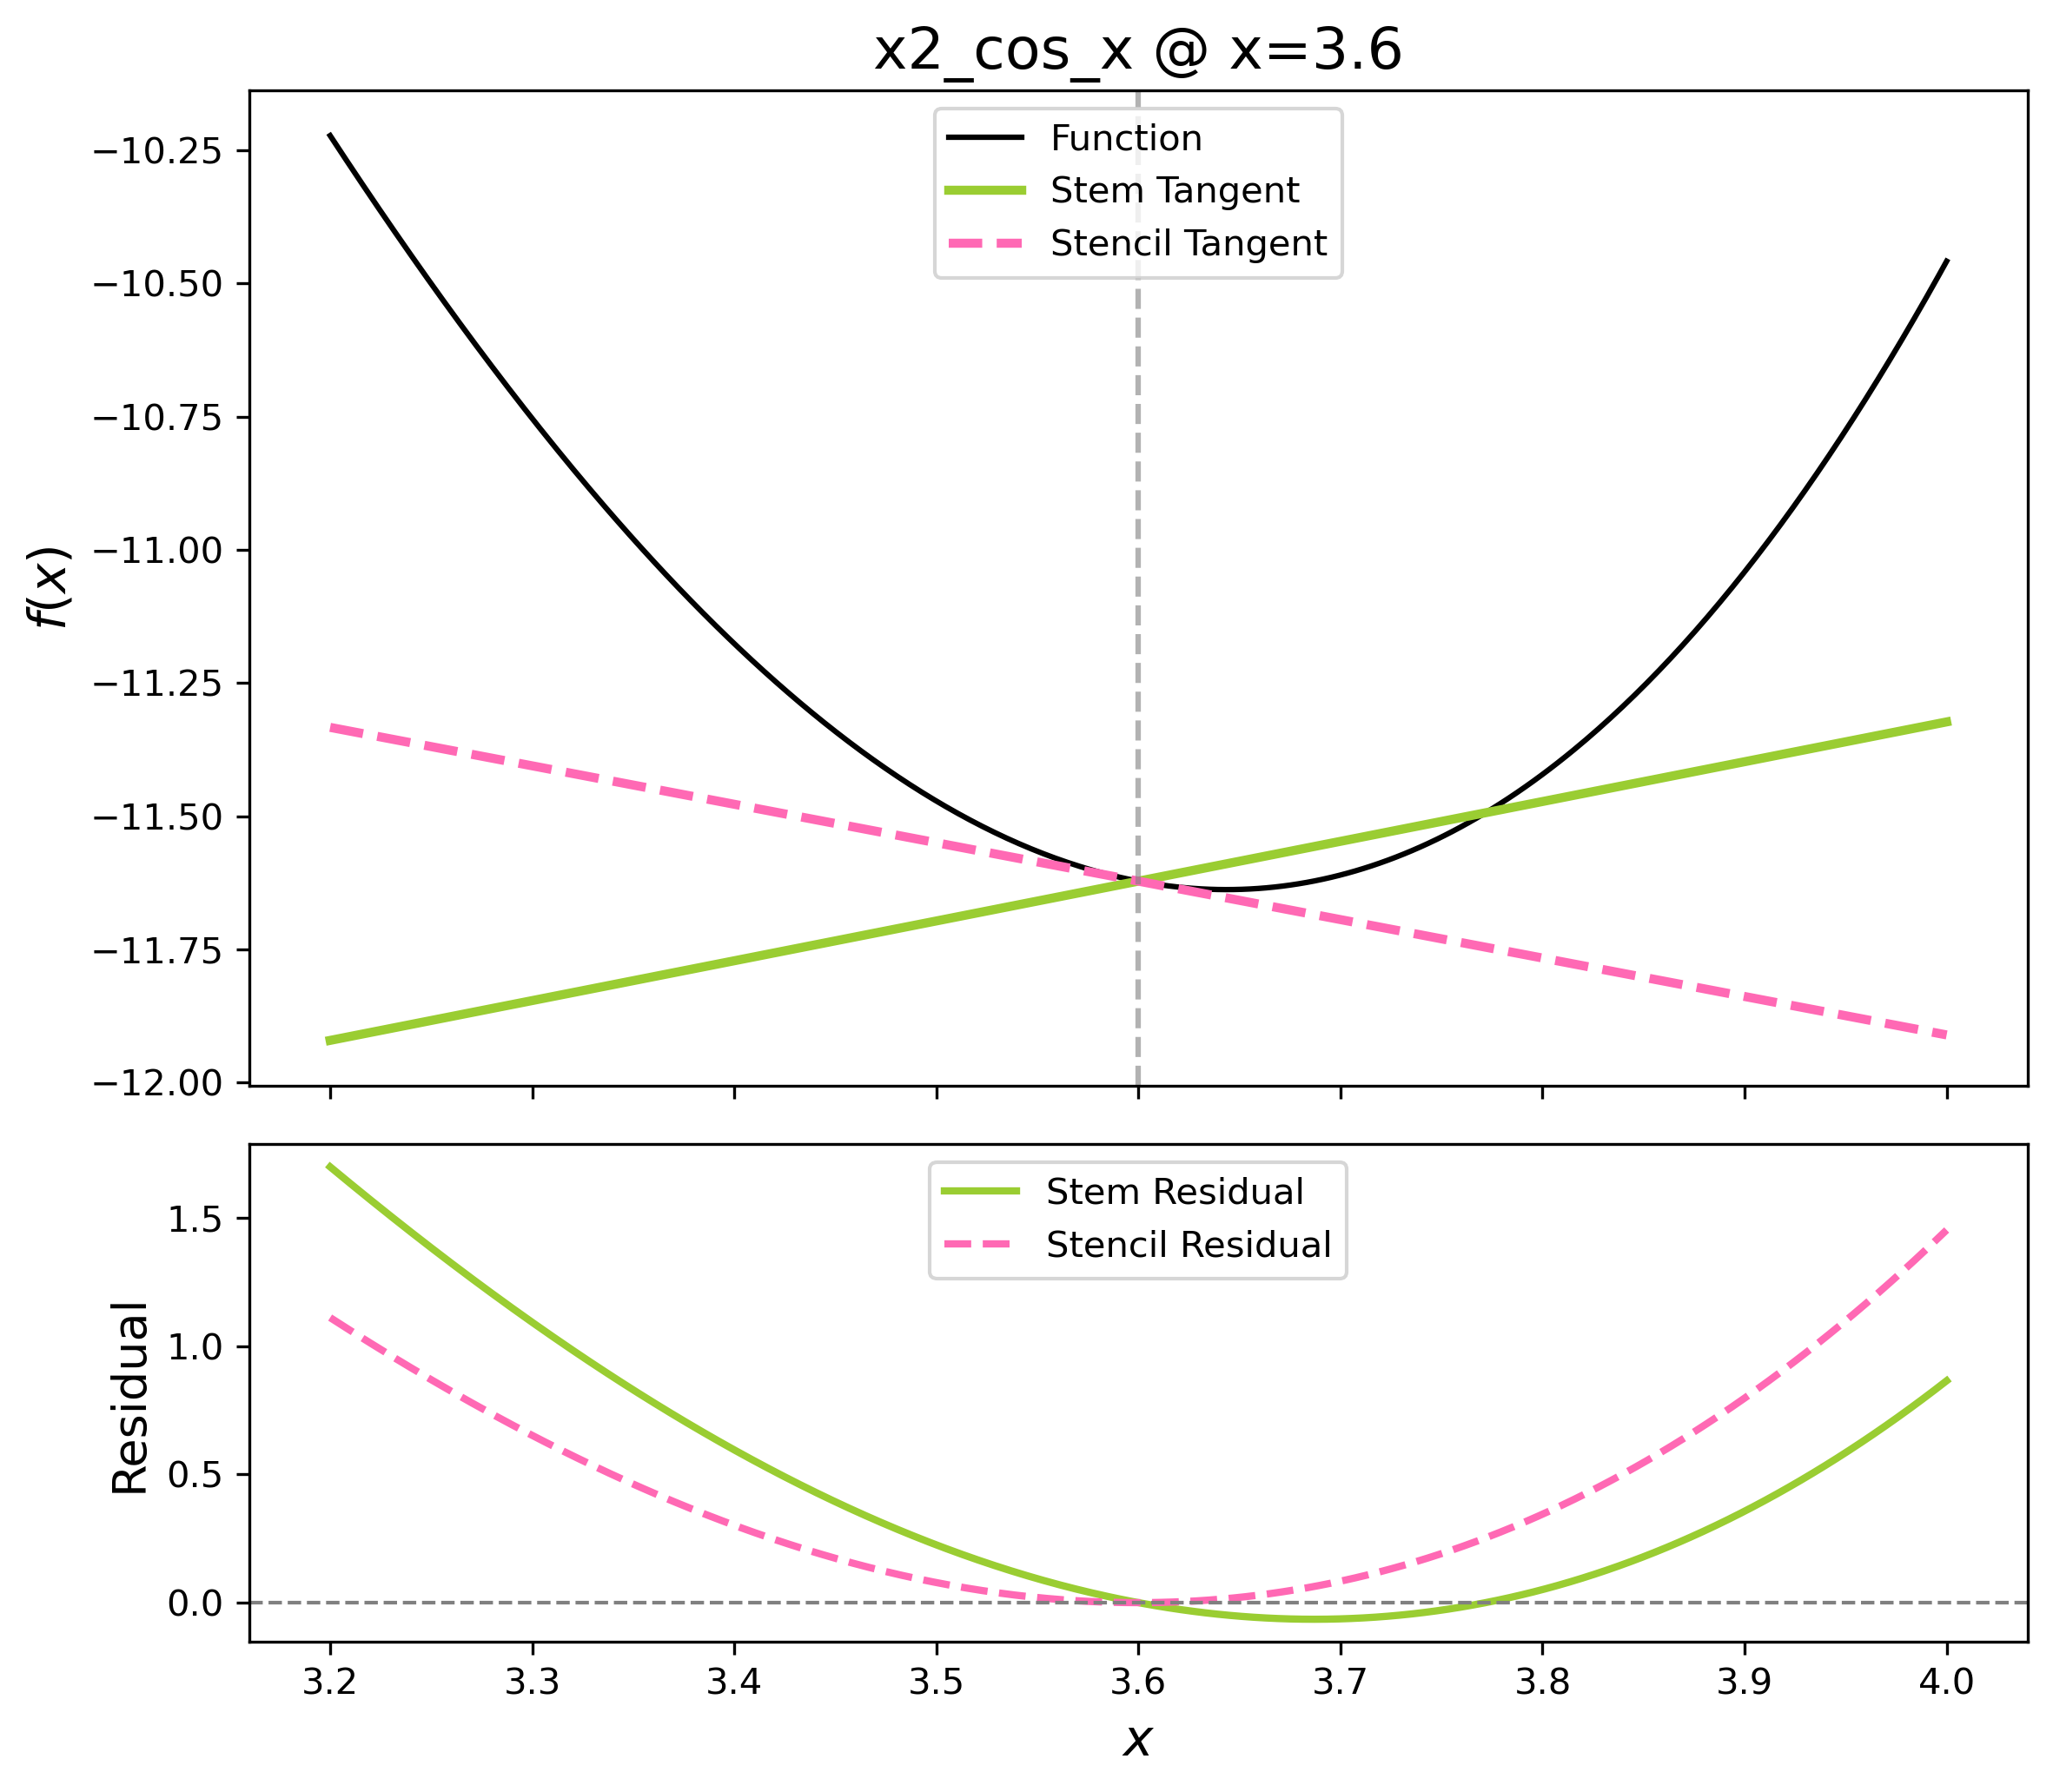 x2_cos_x @ x=3.6
Function
Stem Tangent
Stencil Tangent
f(x)
−10.25
−10.50
−10.75
−11.00
−11.25
−11.50
−11.75
−12.00
Stem Residual
Stencil Residual
Residual
1.5
1.0
0.5
0.0
3.2 3.3 3.4 3.5 3.6 3.7 3.8 3.9 4.0
x